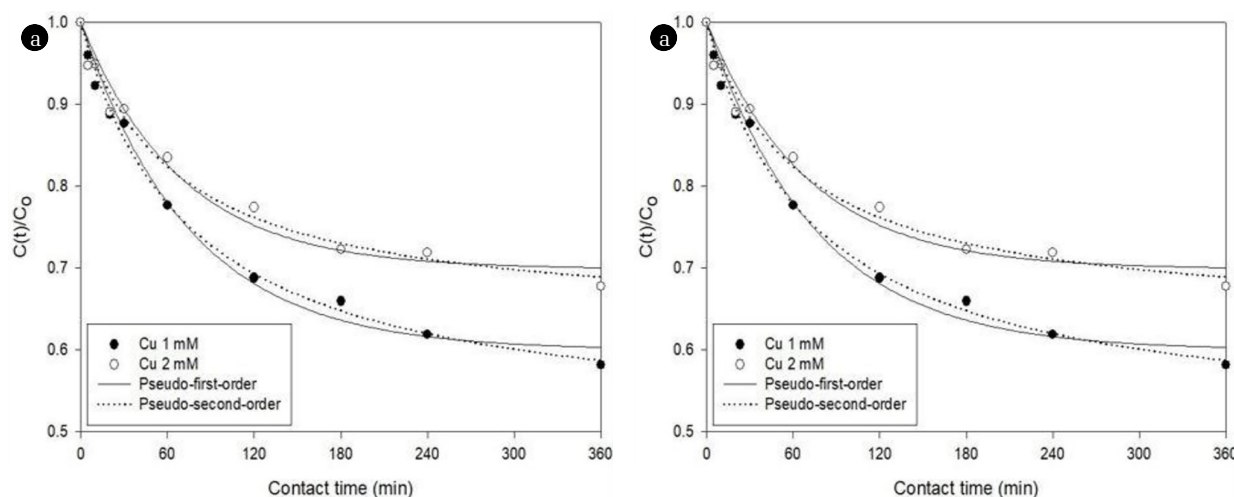 a
1.0
0.9
0.8
0.7
0.6
0.5
C(t)/Co
Cu 1 mM
Cu 2 mM
Pseudo-first-order
Pseudo-second-order
0 60 120 180 240 300 360
Contact time (min)
a
1.0
0.9
0.8
0.7
0.6
0.5
C(t)/Co
Cu 1 mM
Cu 2 mM
Pseudo-first-order
Pseudo-second-order
0 60 120 180 240 300 360
Contact time (min)